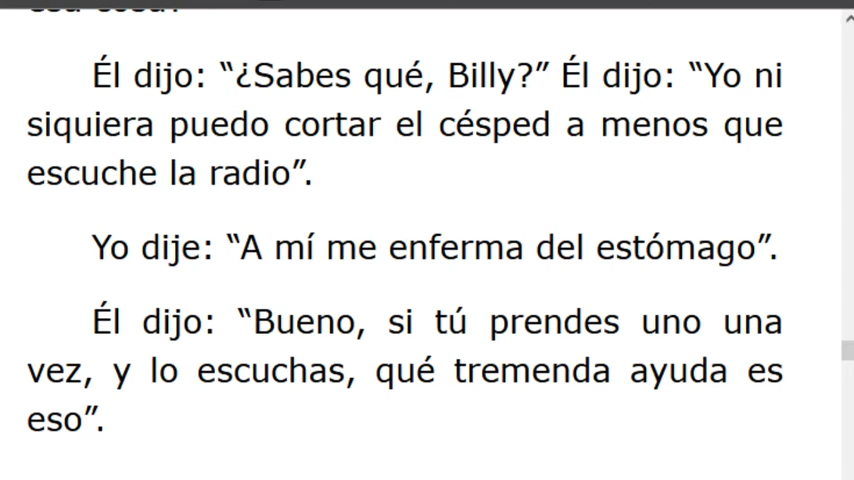 Él dijo: “¿Sabes qué, Billy?” Él dijo: “Yo ni
siquiera puedo cortar el césped a menos que
escuche la radio”.
Yo dije: “A mí me enferma del estómago”.
Él dijo: “Bueno, si tú prendes uno una
vez, y lo escuchas, qué tremenda ayuda es
eso”.